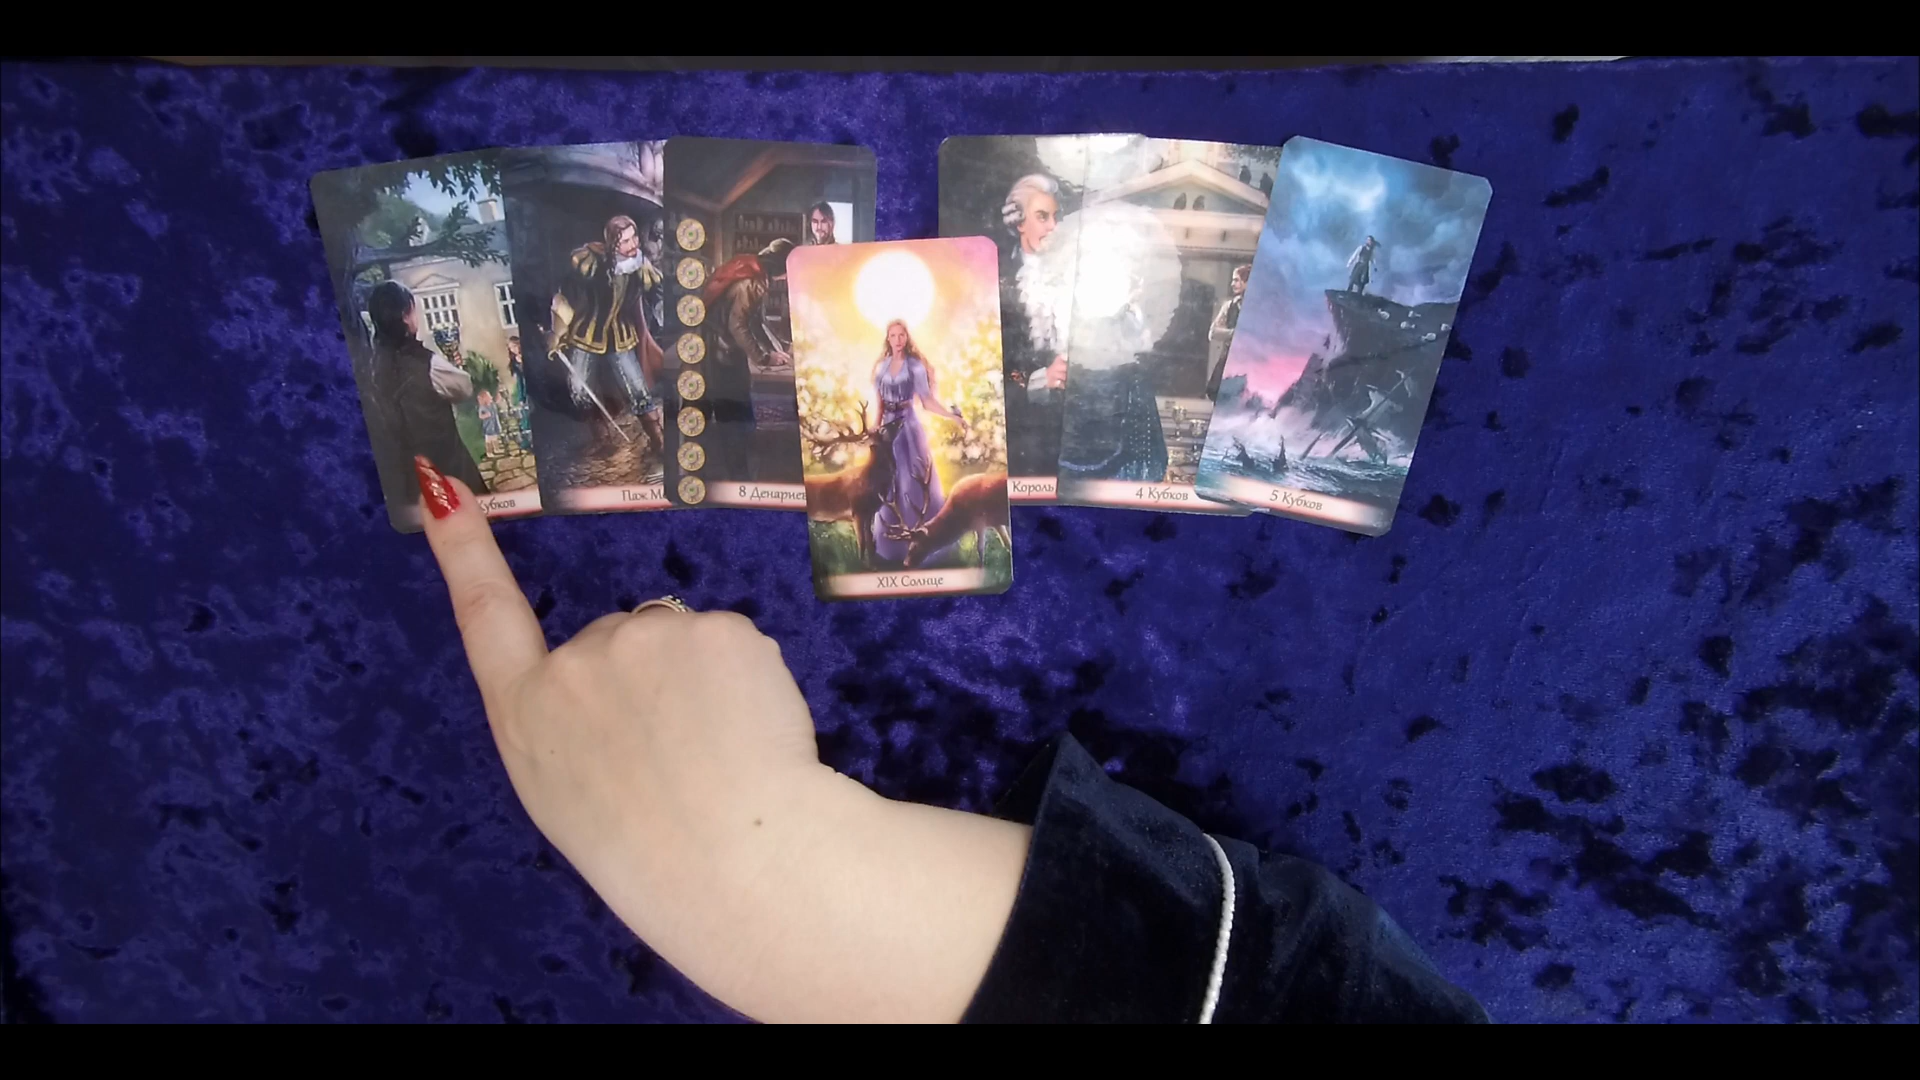 Кубков
Паж М
8 Денариев
XIX Солнце
Король
4 Кубков
5 Кубков